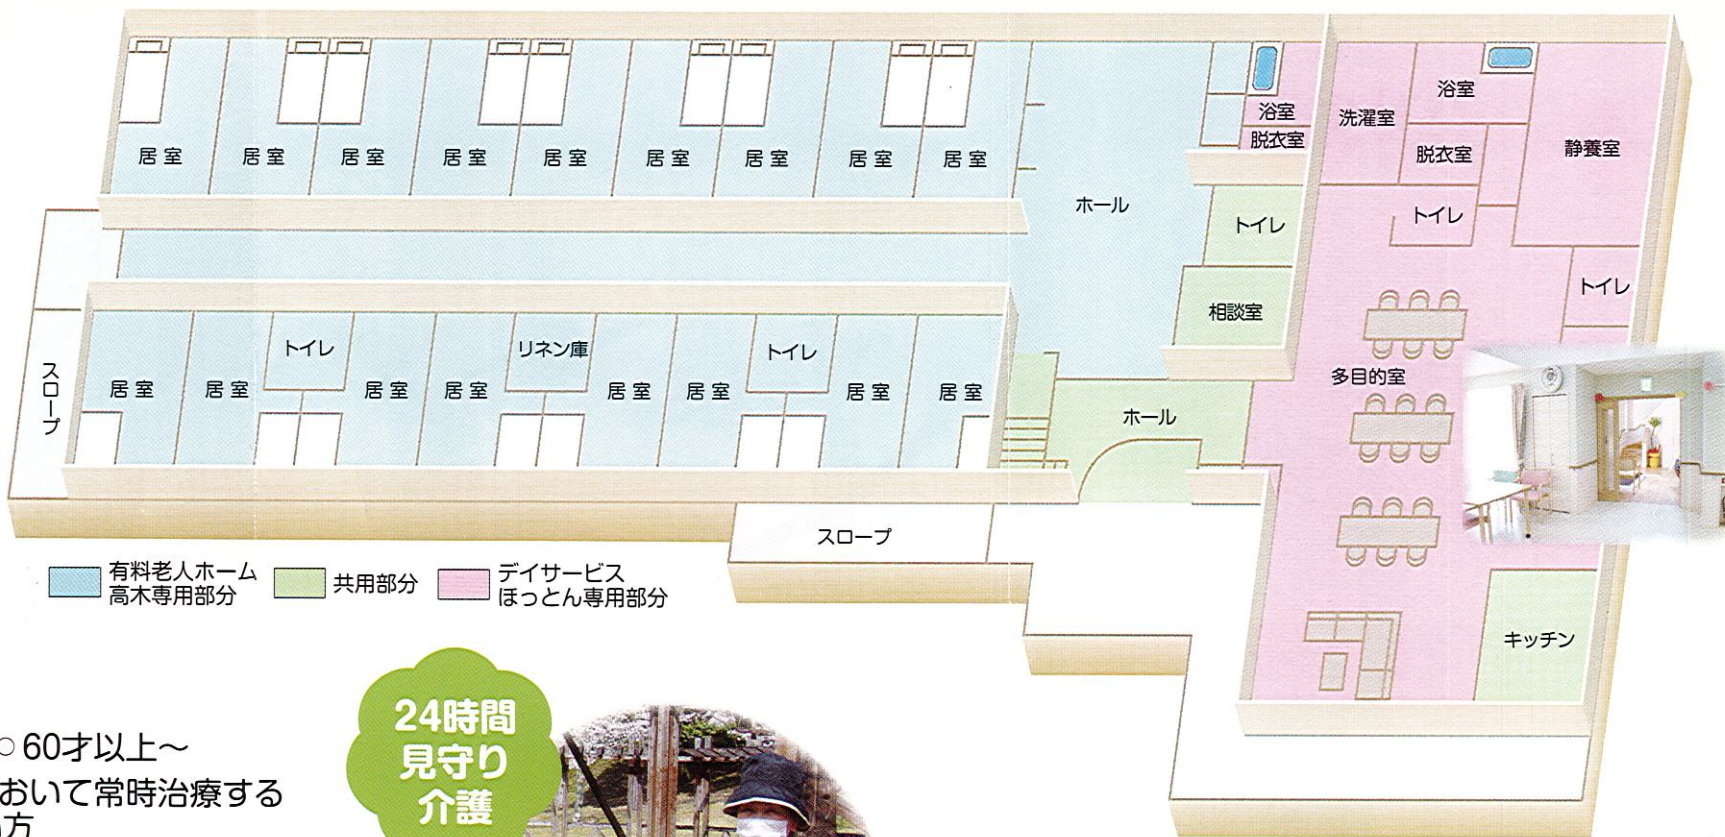 居室 居室 居室 居室 居室 居室 居室 居室 居室
ホール
浴室
脱衣室
洗濯室
浴室
脱衣室
静養室
トイレ
トイレ
トイレ
相談室
多目的室
スロープ
居室 居室 トイレ 居室 居室 リネン庫 居室 居室 トイレ 居室 居室
ホール
スロープ
キッチン
有料老人ホーム
高木専用部分
共用部分
デイサービス
ほっとん専用部分
○60才以上～
おいて常時治療する
方
24時間
見守り
介護